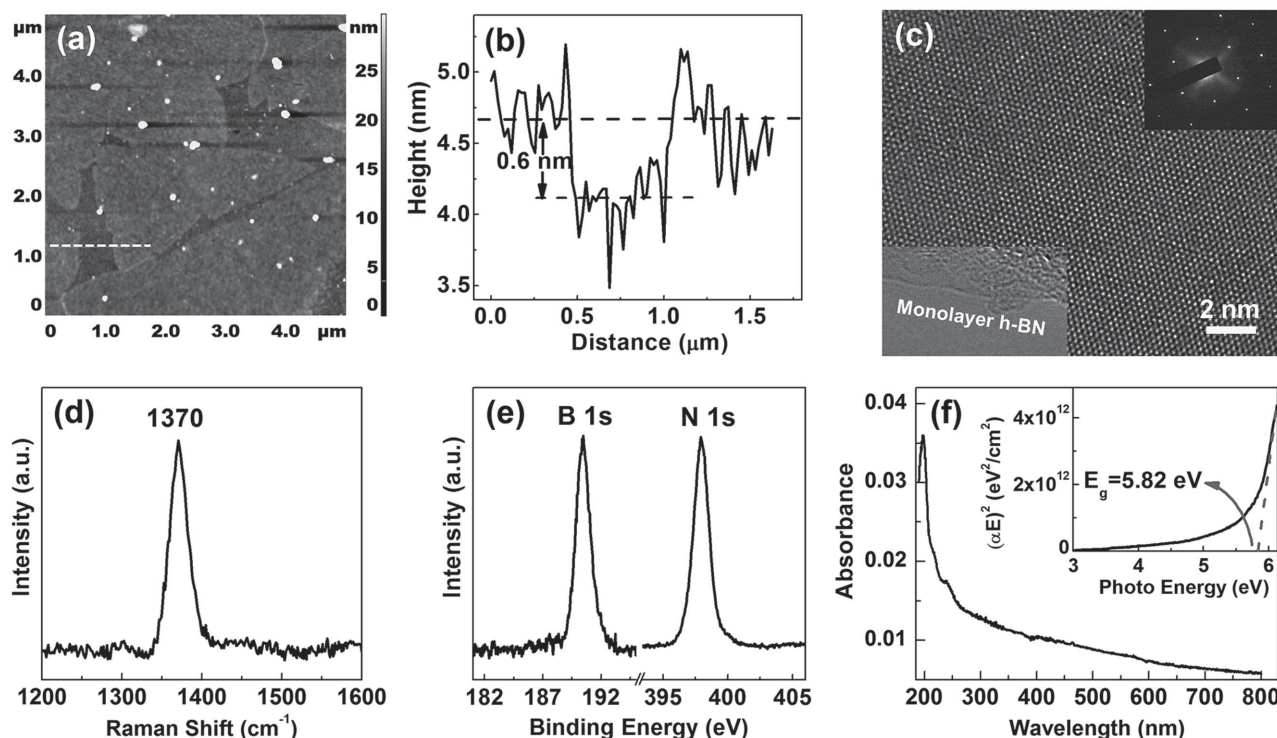 (a)
µm
4.0
3.0
2.0
1.0
0
0 1.0 3.0 4.0 µm
nm
25
20
15
10
5
0
(b)
Height (nm)
5.0
4.5
4.0
3.5
0.6 nm
0.0 0.5 1.0 1.5
Distance (μm)
(c)
Monolayer h-BN
2 nm
(d)
1370
Intensity (a.u.)
1200 1300 1400 1500 1600
Raman Shift (cm⁻¹)
(e)
B 1s N 1s
Intensity (a.u.)
182 187 192 395 400 406
Binding Energy (eV)
(f)
Absorbance
0.04
0.03
0.02
0.01
200 300 400 500 600 700 800
Wavelength (nm)
(αE)² (eV²/cm²)
4x10¹²
2x10¹²
0
E_g=5.82 eV
3 4 5 6
Photo Energy (eV)